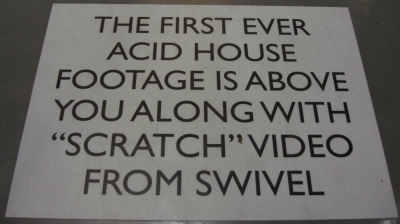 THE FIRST EVER
ACID HOUSE
FOOTAGE IS ABOVE
YOU ALONG WITH
“SCRATCH” VIDEO
FROM SWIVEL